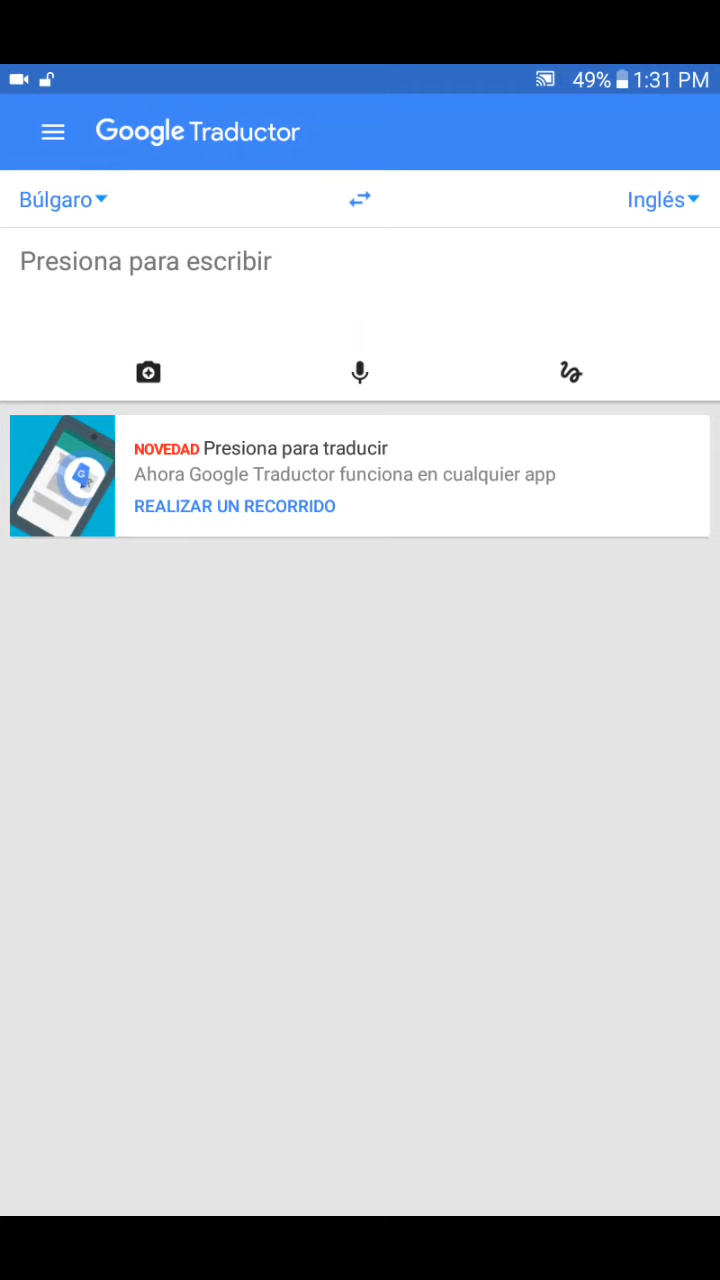 49% 1:31 PM
Google Traductor
Búlgaro Inglés
Presiona para escribir
NOVEDAD Presiona para traducir
Ahora Google Traductor funciona en cualquier app
REALIZAR UN RECORRIDO